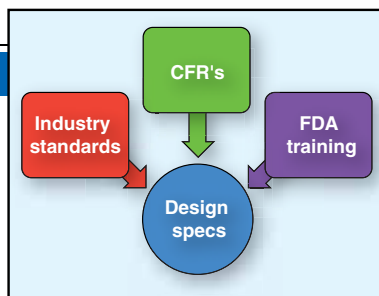 CFR's
Industry
standards
FDA
training
Design
specs